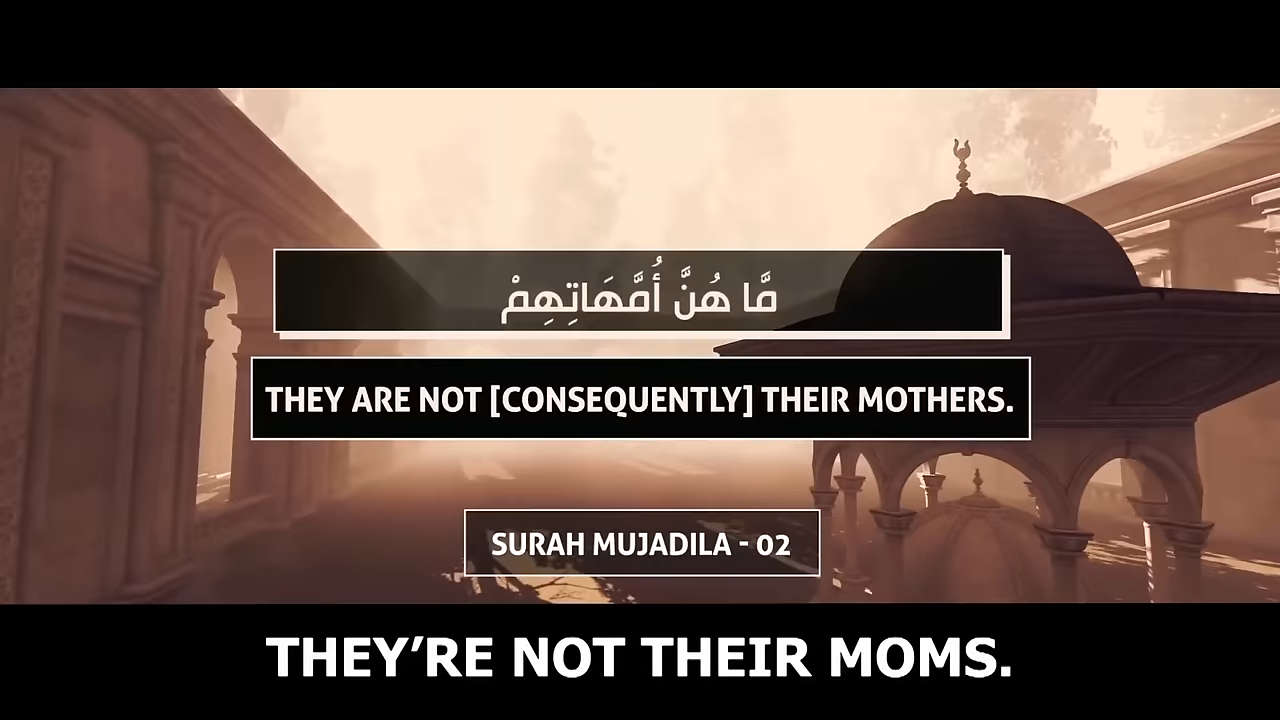 مَّا هُنَّ أُمَّهَاتِهِمْ
THEY ARE NOT [CONSEQUENTLY] THEIR MOTHERS.
SURAH MUJADILA - 02
THEY’RE NOT THEIR MOMS.